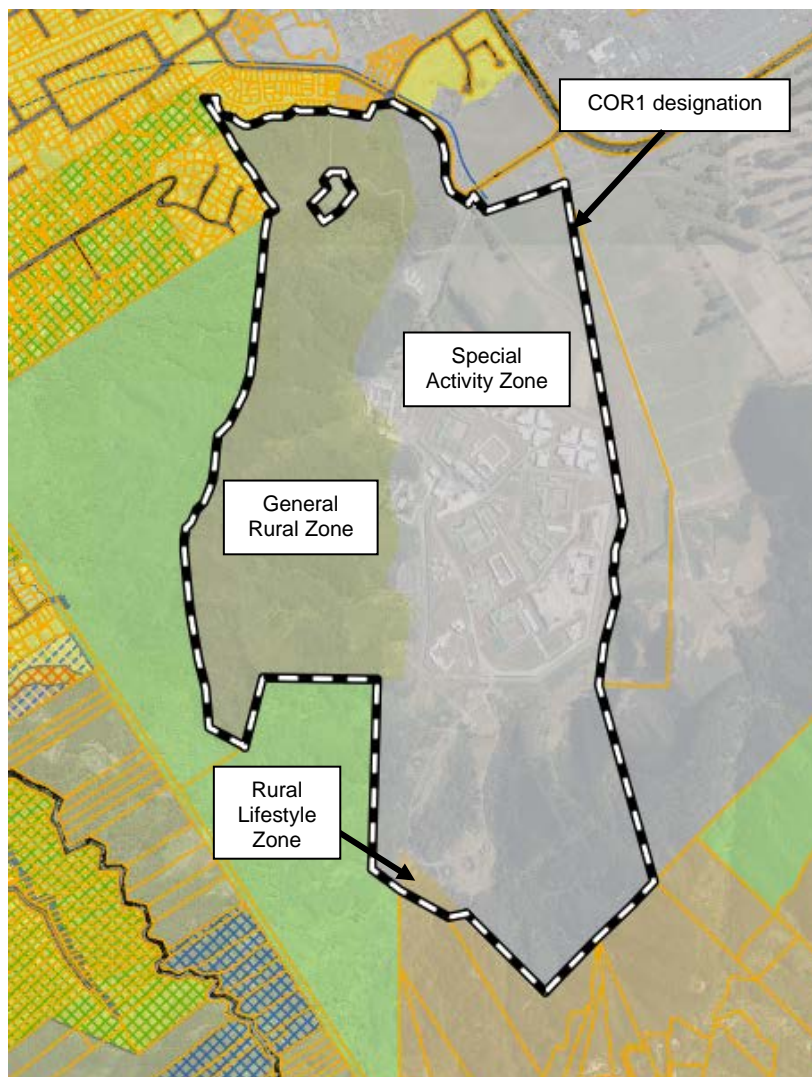 COR1 designation
Special
Activity Zone
General
Rural Zone
Rural
Lifestyle
Zone